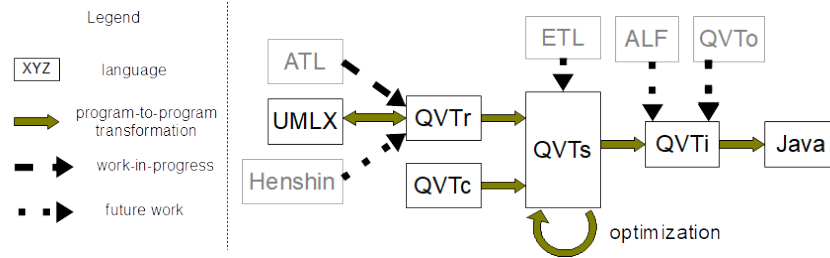 Legend
XYZ
language
program-to-program
transformation
work-in-progress
future work
ATL
UMLX
Henshin
QVTr
QVTc
ETL
QVTs
ALF
QVTo
QVTi
Java
optimization